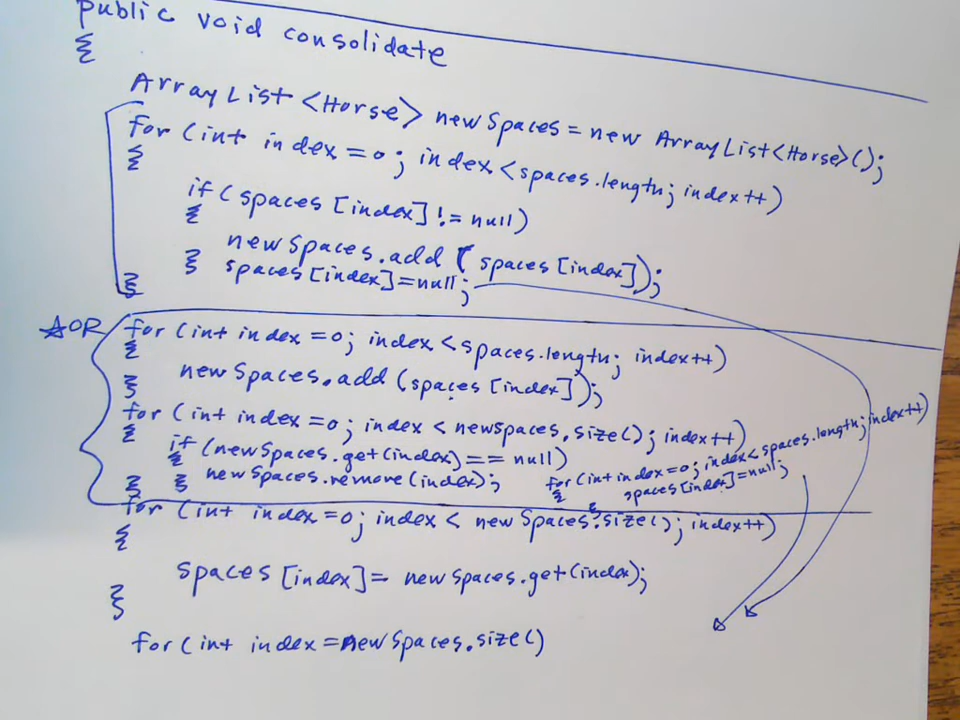 public void consolidate
{
ArrayList <Horse> newSpaces = new ArrayList<Horse>();
for (int index = 0; index < spaces.length; index++)
{
if (spaces [index] != null)
{
newSpaces.add (spaces [index]);
} spaces [index] = null;
}
AOR for (int index = 0; index < spaces.length; index++)
{
newSpaces.add (spaces [index]);
}
for (int index = 0; index < newspaces.size(); index++)
{ if (newSpaces.get(index) == null)
{
} } newSpaces.remove (index);
for (int index = 0; index < spaces.length; index++)
{ spaces [index] = null;
}
for (int index = 0; index < newSpaces.size(); index++)
{
spaces [index] = newSpaces.get(index);
}
for (int index = newSpaces.size()